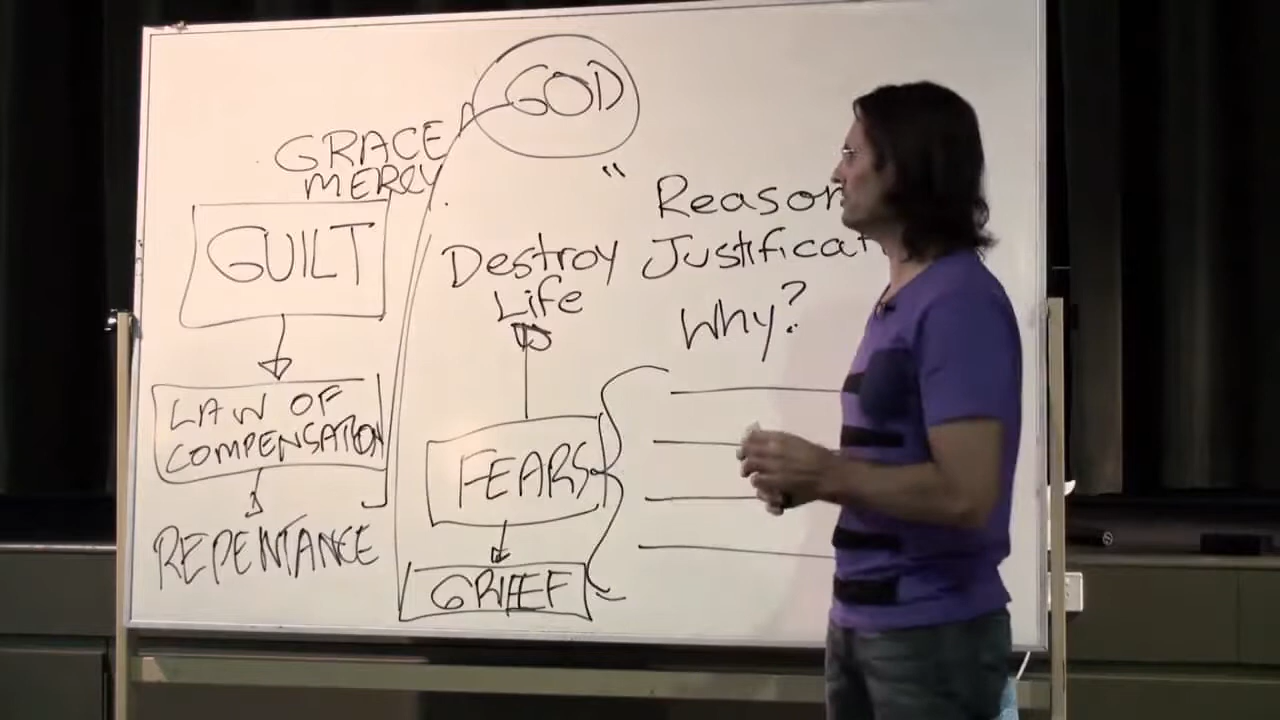 GOD
GRACE
MERCY
GUILT
LAW OF
COMPENSATION
REPENTANCE
Destroy
Life
FEARS
GRIEF
"
Reason
Justificat
Why?